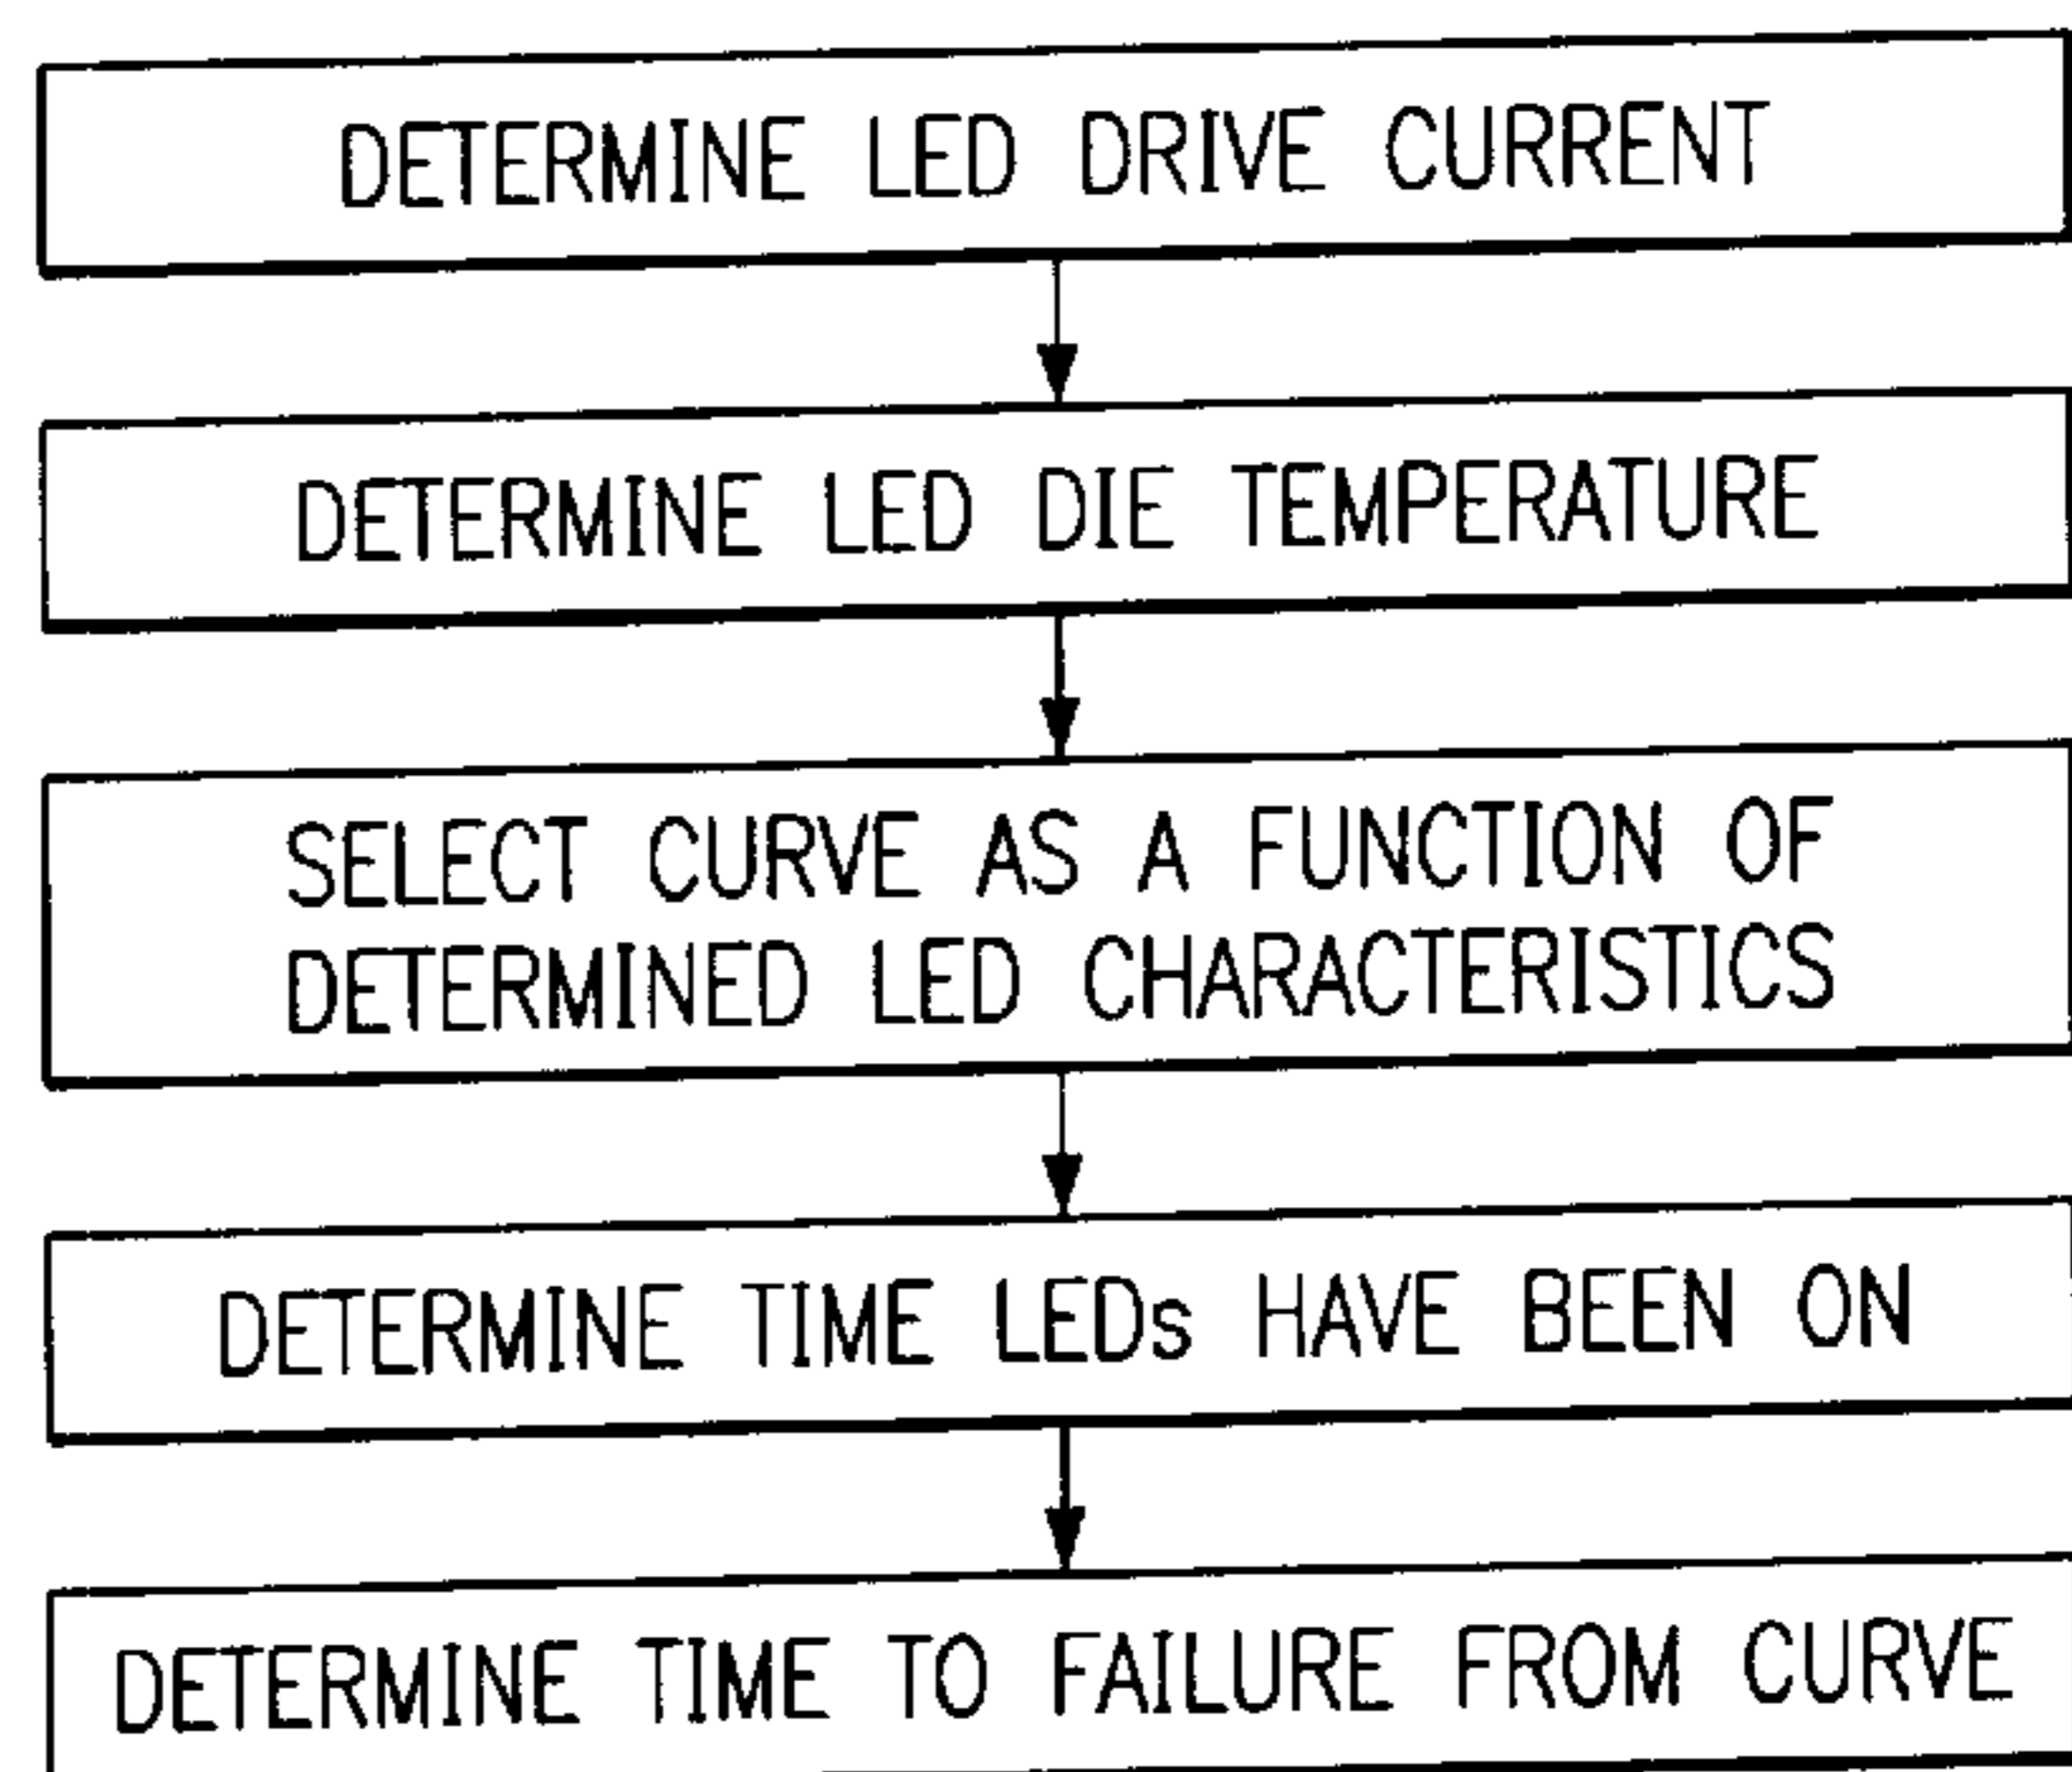 DETERMINE LED DRIVE CURRENT
DETERMINE LED DIE TEMPERATURE
SELECT CURVE AS A FUNCTION OF
DETERMINED LED CHARACTERISTICS
DETERMINE TIME LEDs HAVE BEEN ON
DETERMINE TIME TO FAILURE FROM CURVE